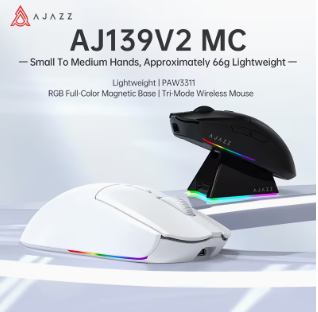 AJAZZ
AJ139V2 MC
— Small To Medium Hands, Approximately 66g Lightweight —
Lightweight | PAW3311
RGB Full-Color Magnetic Base | Tri-Mode Wireless Mouse
AJAZZ
AJAZZ